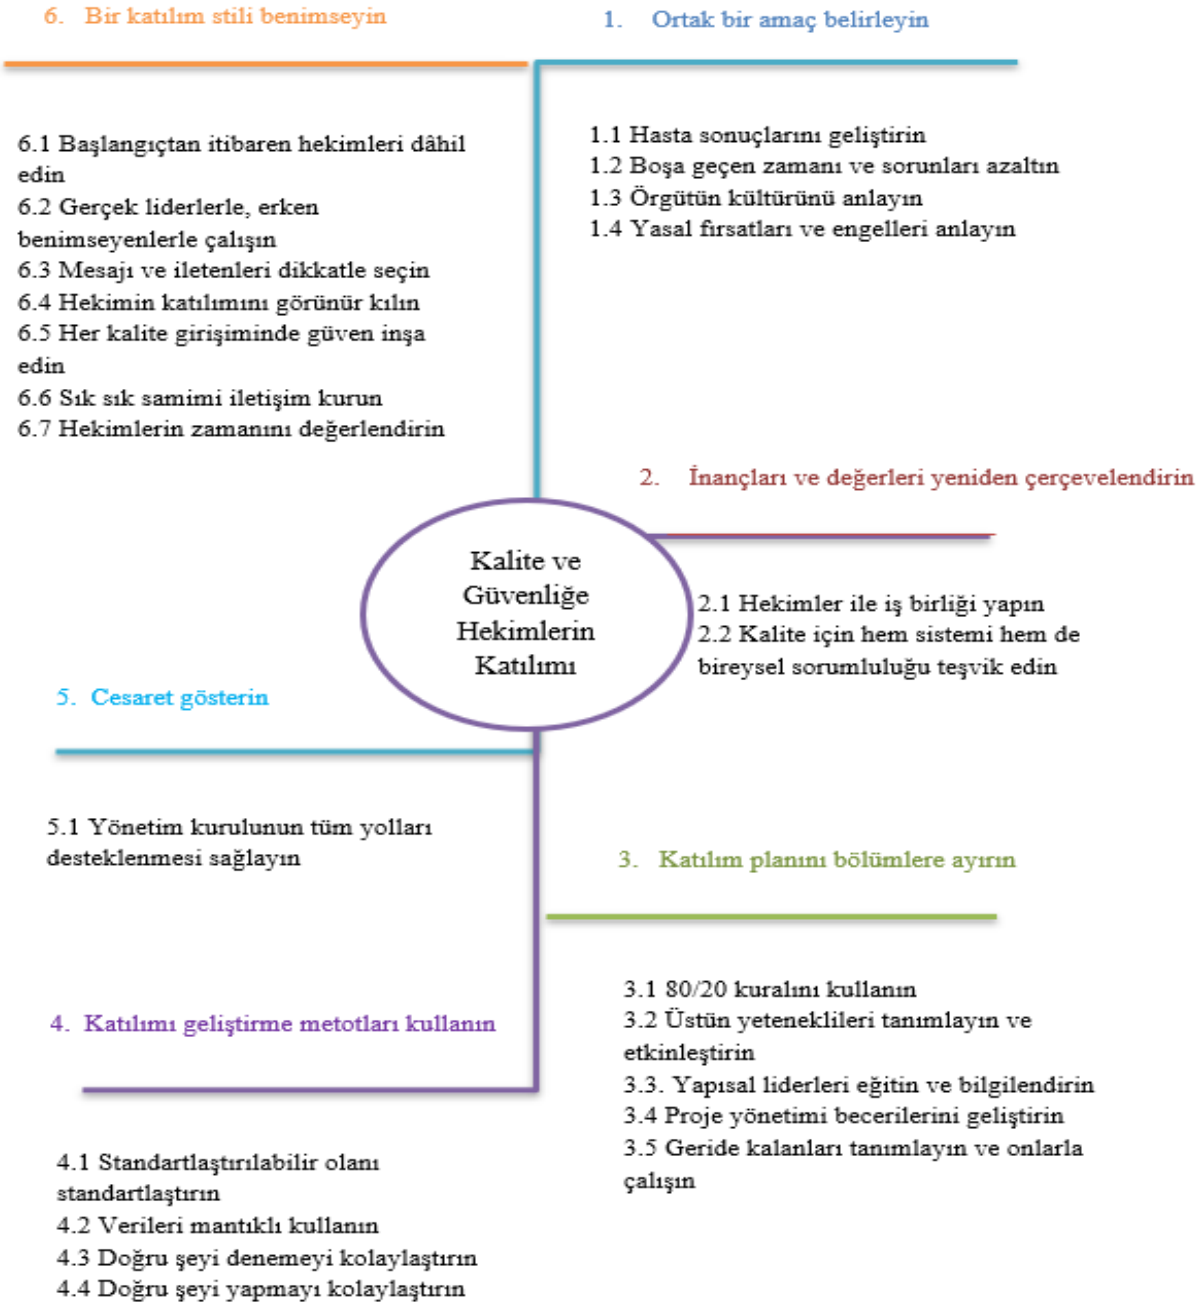 6. Bir katılım stili benimseyin
6.1 Başlangıçtan itibaren hekimleri dâhil
edin
6.2 Gerçek liderlerle, erken
benimseyenlerle çalışın
6.3 Mesajı ve iletenleri dikkatle seçin
6.4 Hekimin katılımını görünür kılın
6.5 Her kalite girişiminde güven inşa
edin
6.6 Sık sık samimi iletişim kurun
6.7 Hekimlerin zamanını değerlendirin
1. Ortak bir amaç belirleyin
1.1 Hasta sonuçlarını geliştirin
1.2 Boşa geçen zamanı ve sorunları azaltın
1.3 Örgütün kültürünü anlayın
1.4 Yasal fırsatları ve engelleri anlayın
2. İnançları ve değerleri yeniden çerçevelendirin
2.1 Hekimler ile iş birliği yapın
2.2 Kalite için hem sistemi hem de
bireysel sorumluluğu teşvik edin
Kalite ve
Güvenliğe
Hekimlerin
Katılımı
5. Cesaret gösterin
5.1 Yönetim kurulunun tüm yolları
desteklenmesi sağlayın
3. Katılım planını bölümlere ayırın
3.1 80/20 kuralını kullanın
3.2 Üstün yeteneklileri tanımlayın ve
etkinleştirin
3.3. Yapısal liderleri eğitin ve bilgilendirin
3.4 Proje yönetimi becerilerini geliştirin
3.5 Geride kalanları tanımlayın ve onlarla
çalışın
4. Katılımı geliştirme metotları kullanın
4.1 Standartlaştırılabilir olanı
standartlaştırın
4.2 Verileri mantıklı kullanın
4.3 Doğru şeyi denemeyi kolaylaştırın
4.4 Doğru şeyi yapmayı kolaylaştırın